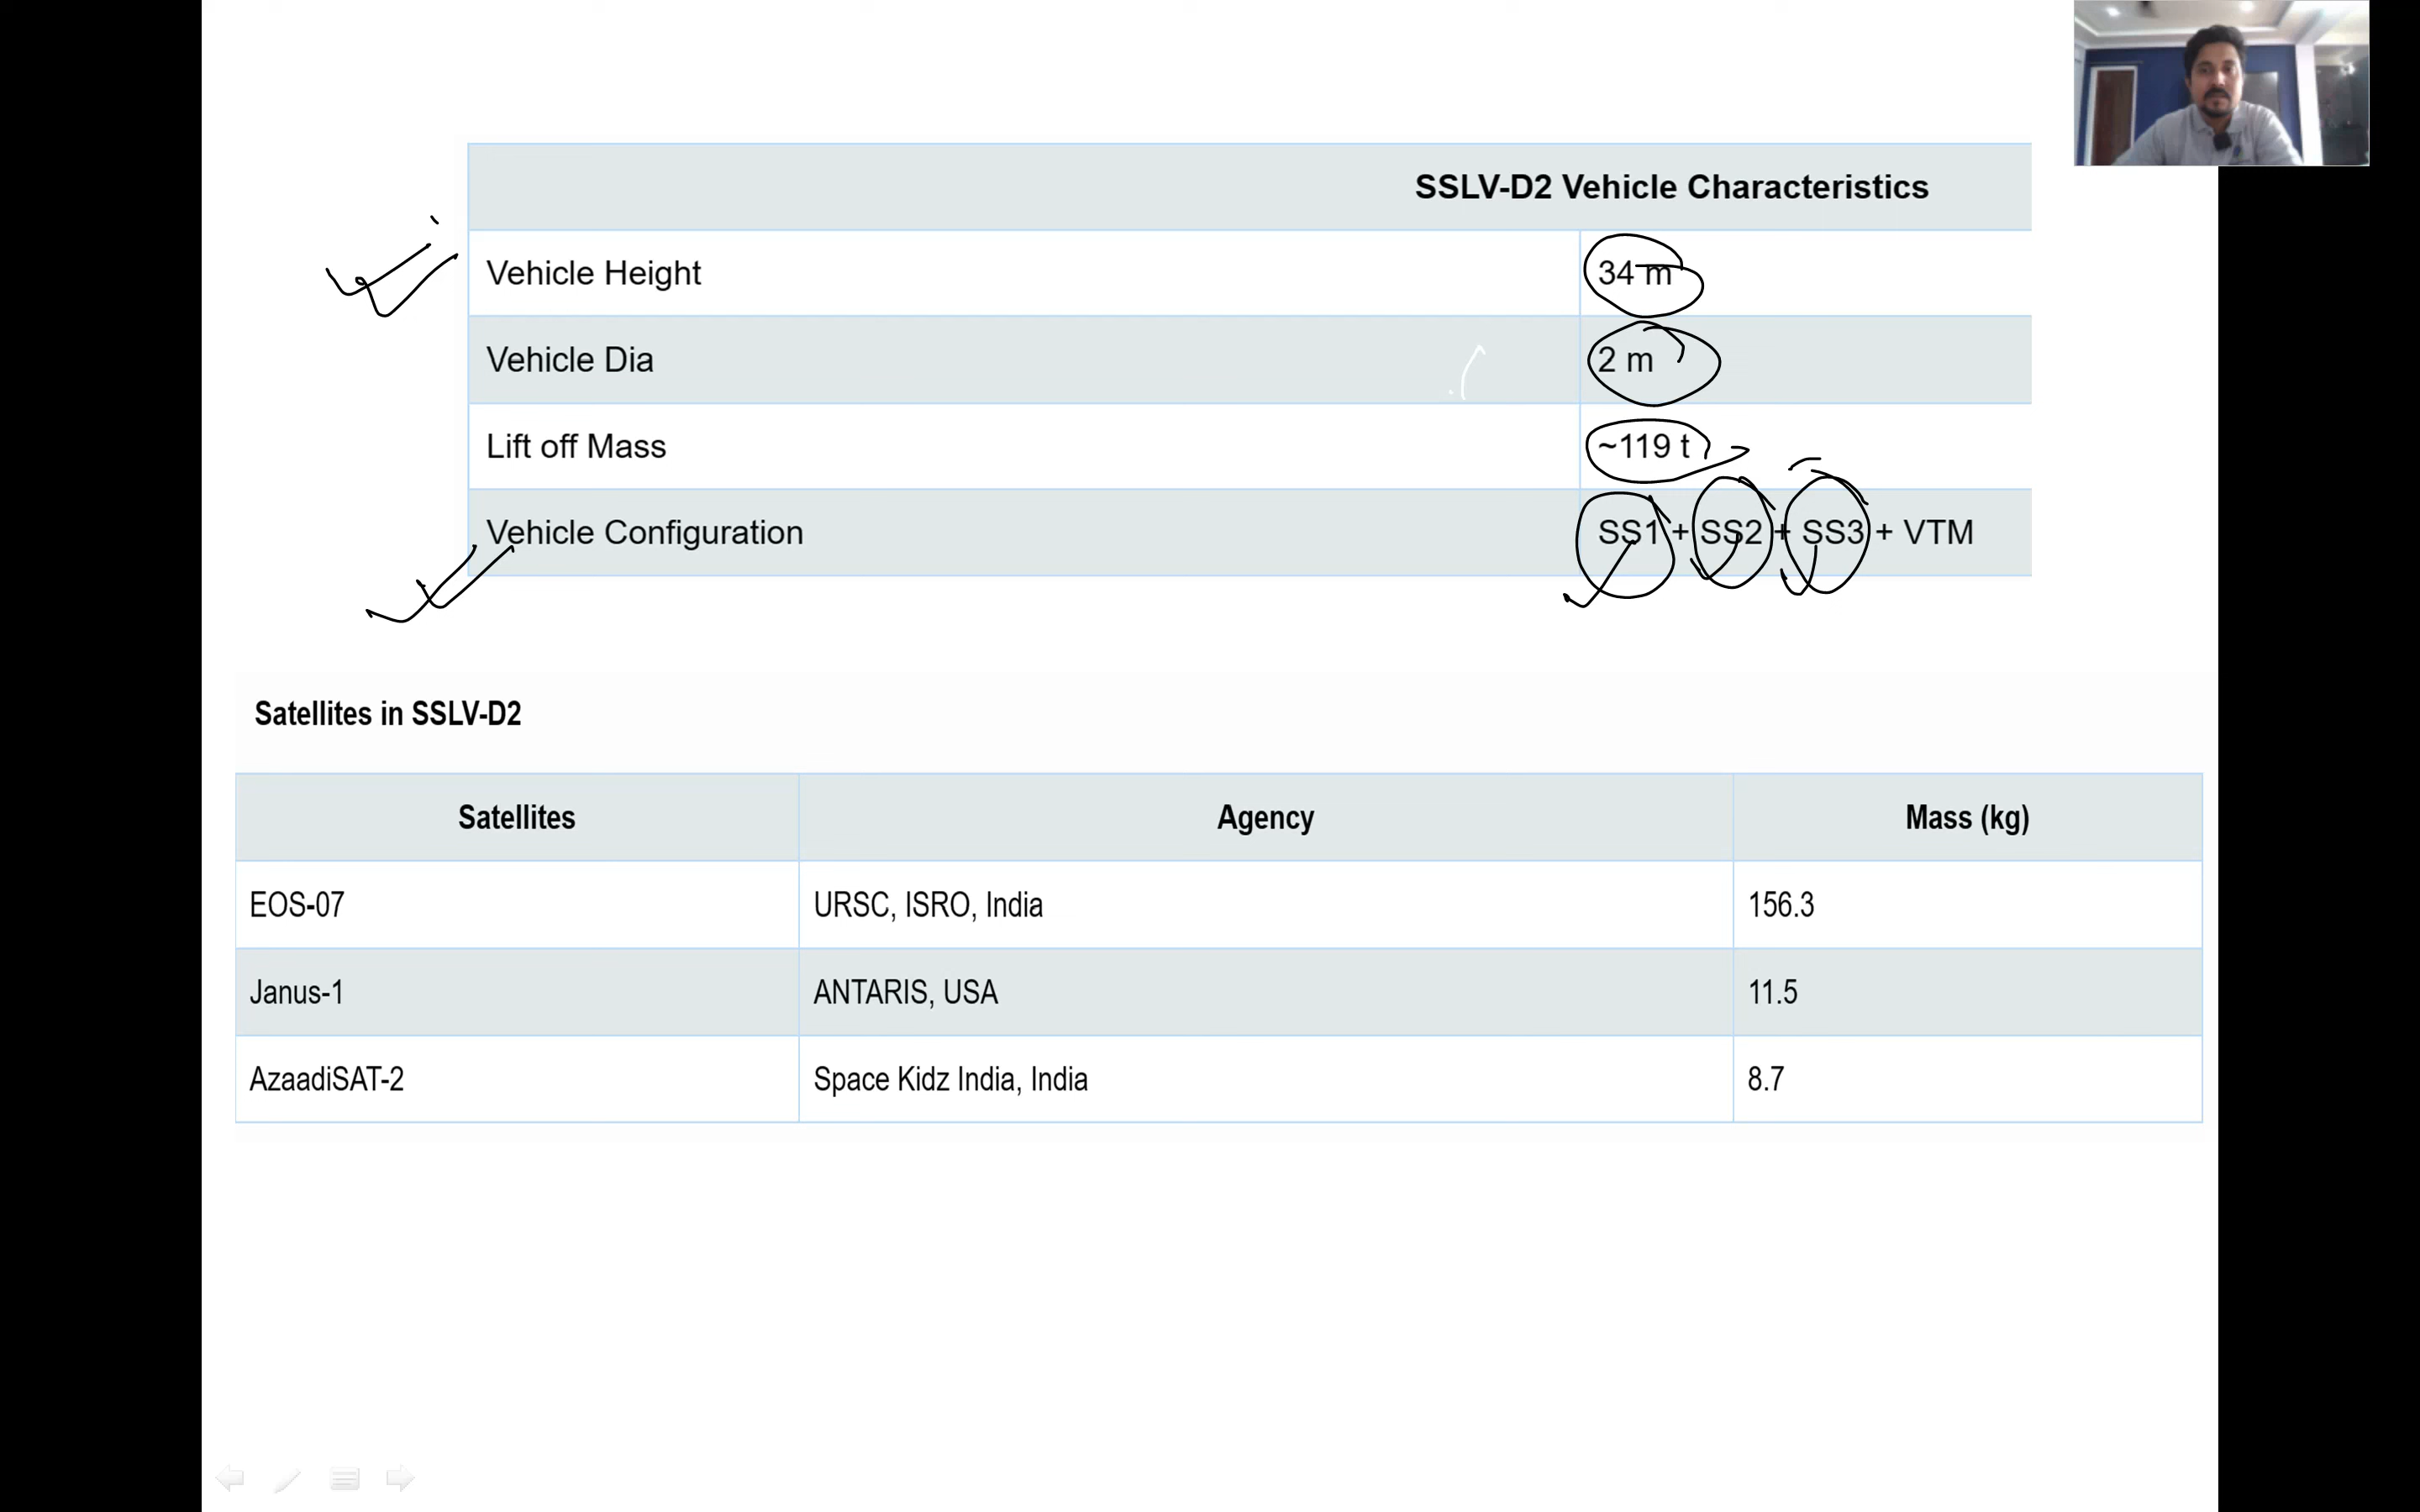 SSLV-D2 Vehicle Characteristics
Vehicle Height 34 m
Vehicle Dia 2 m
Lift off Mass ~119 t
Vehicle Configuration SS1 + SS2 + SS3 + VTM
Satellites in SSLV-D2
Satellites Agency Mass (kg)
EOS-07 URSC, ISRO, India 156.3
Janus-1 ANTARIS, USA 11.5
AzaadiSAT-2 Space Kidz India, India 8.7